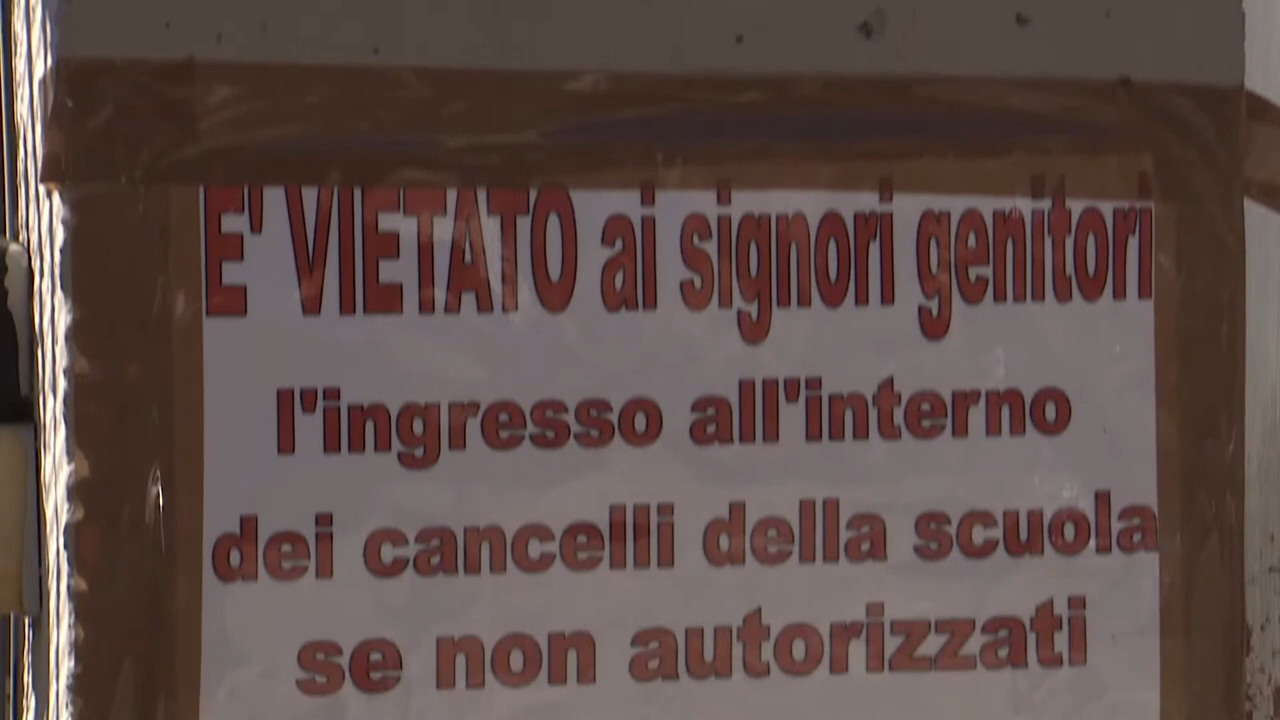 E' VIETATO ai signori genitori
l'ingresso all'interno
dei cancelli della scuola
se non autorizzati